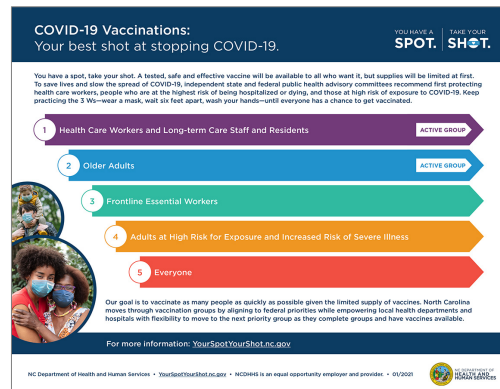 COVID-19 Vaccinations:
Your best shot at stopping COVID-19.
YOU HAVE A
SPOT.
TAKE YOUR
SHOT.
You have a spot, take your shot. A tested, safe and effective vaccine will be available to all who want it, but supplies will be limited at first.
To save lives and slow the spread of COVID-19, independent state and federal public health advisory committees recommend first protecting
health care workers, people who are at the highest risk of being hospitalized or dying, and those at high risk of exposure to COVID-19. Keep
practicing the 3 Ws—wear a mask, wait six feet apart, wash your hands—until everyone has a chance to get vaccinated.
1 Health Care Workers and Long-term Care Staff and Residents ACTIVE GROUP
2 Older Adults ACTIVE GROUP
3 Frontline Essential Workers
4 Adults at High Risk for Exposure and Increased Risk of Severe Illness
5 Everyone
Our goal is to vaccinate as many people as quickly as possible given the limited supply of vaccines. North Carolina
moves through vaccination groups by aligning to federal priorities while empowering local health departments and
hospitals with flexibility to move to the next priority group as they complete groups and have vaccines available.
For more information: YourSpotYourShot.nc.gov
NC Department of Health and Human Services • YourSpotYourShot.nc.gov • NCDHHS is an equal opportunity employer and provider. • 01/2021
NC DEPARTMENT OF
HEALTH AND
HUMAN SERVICES